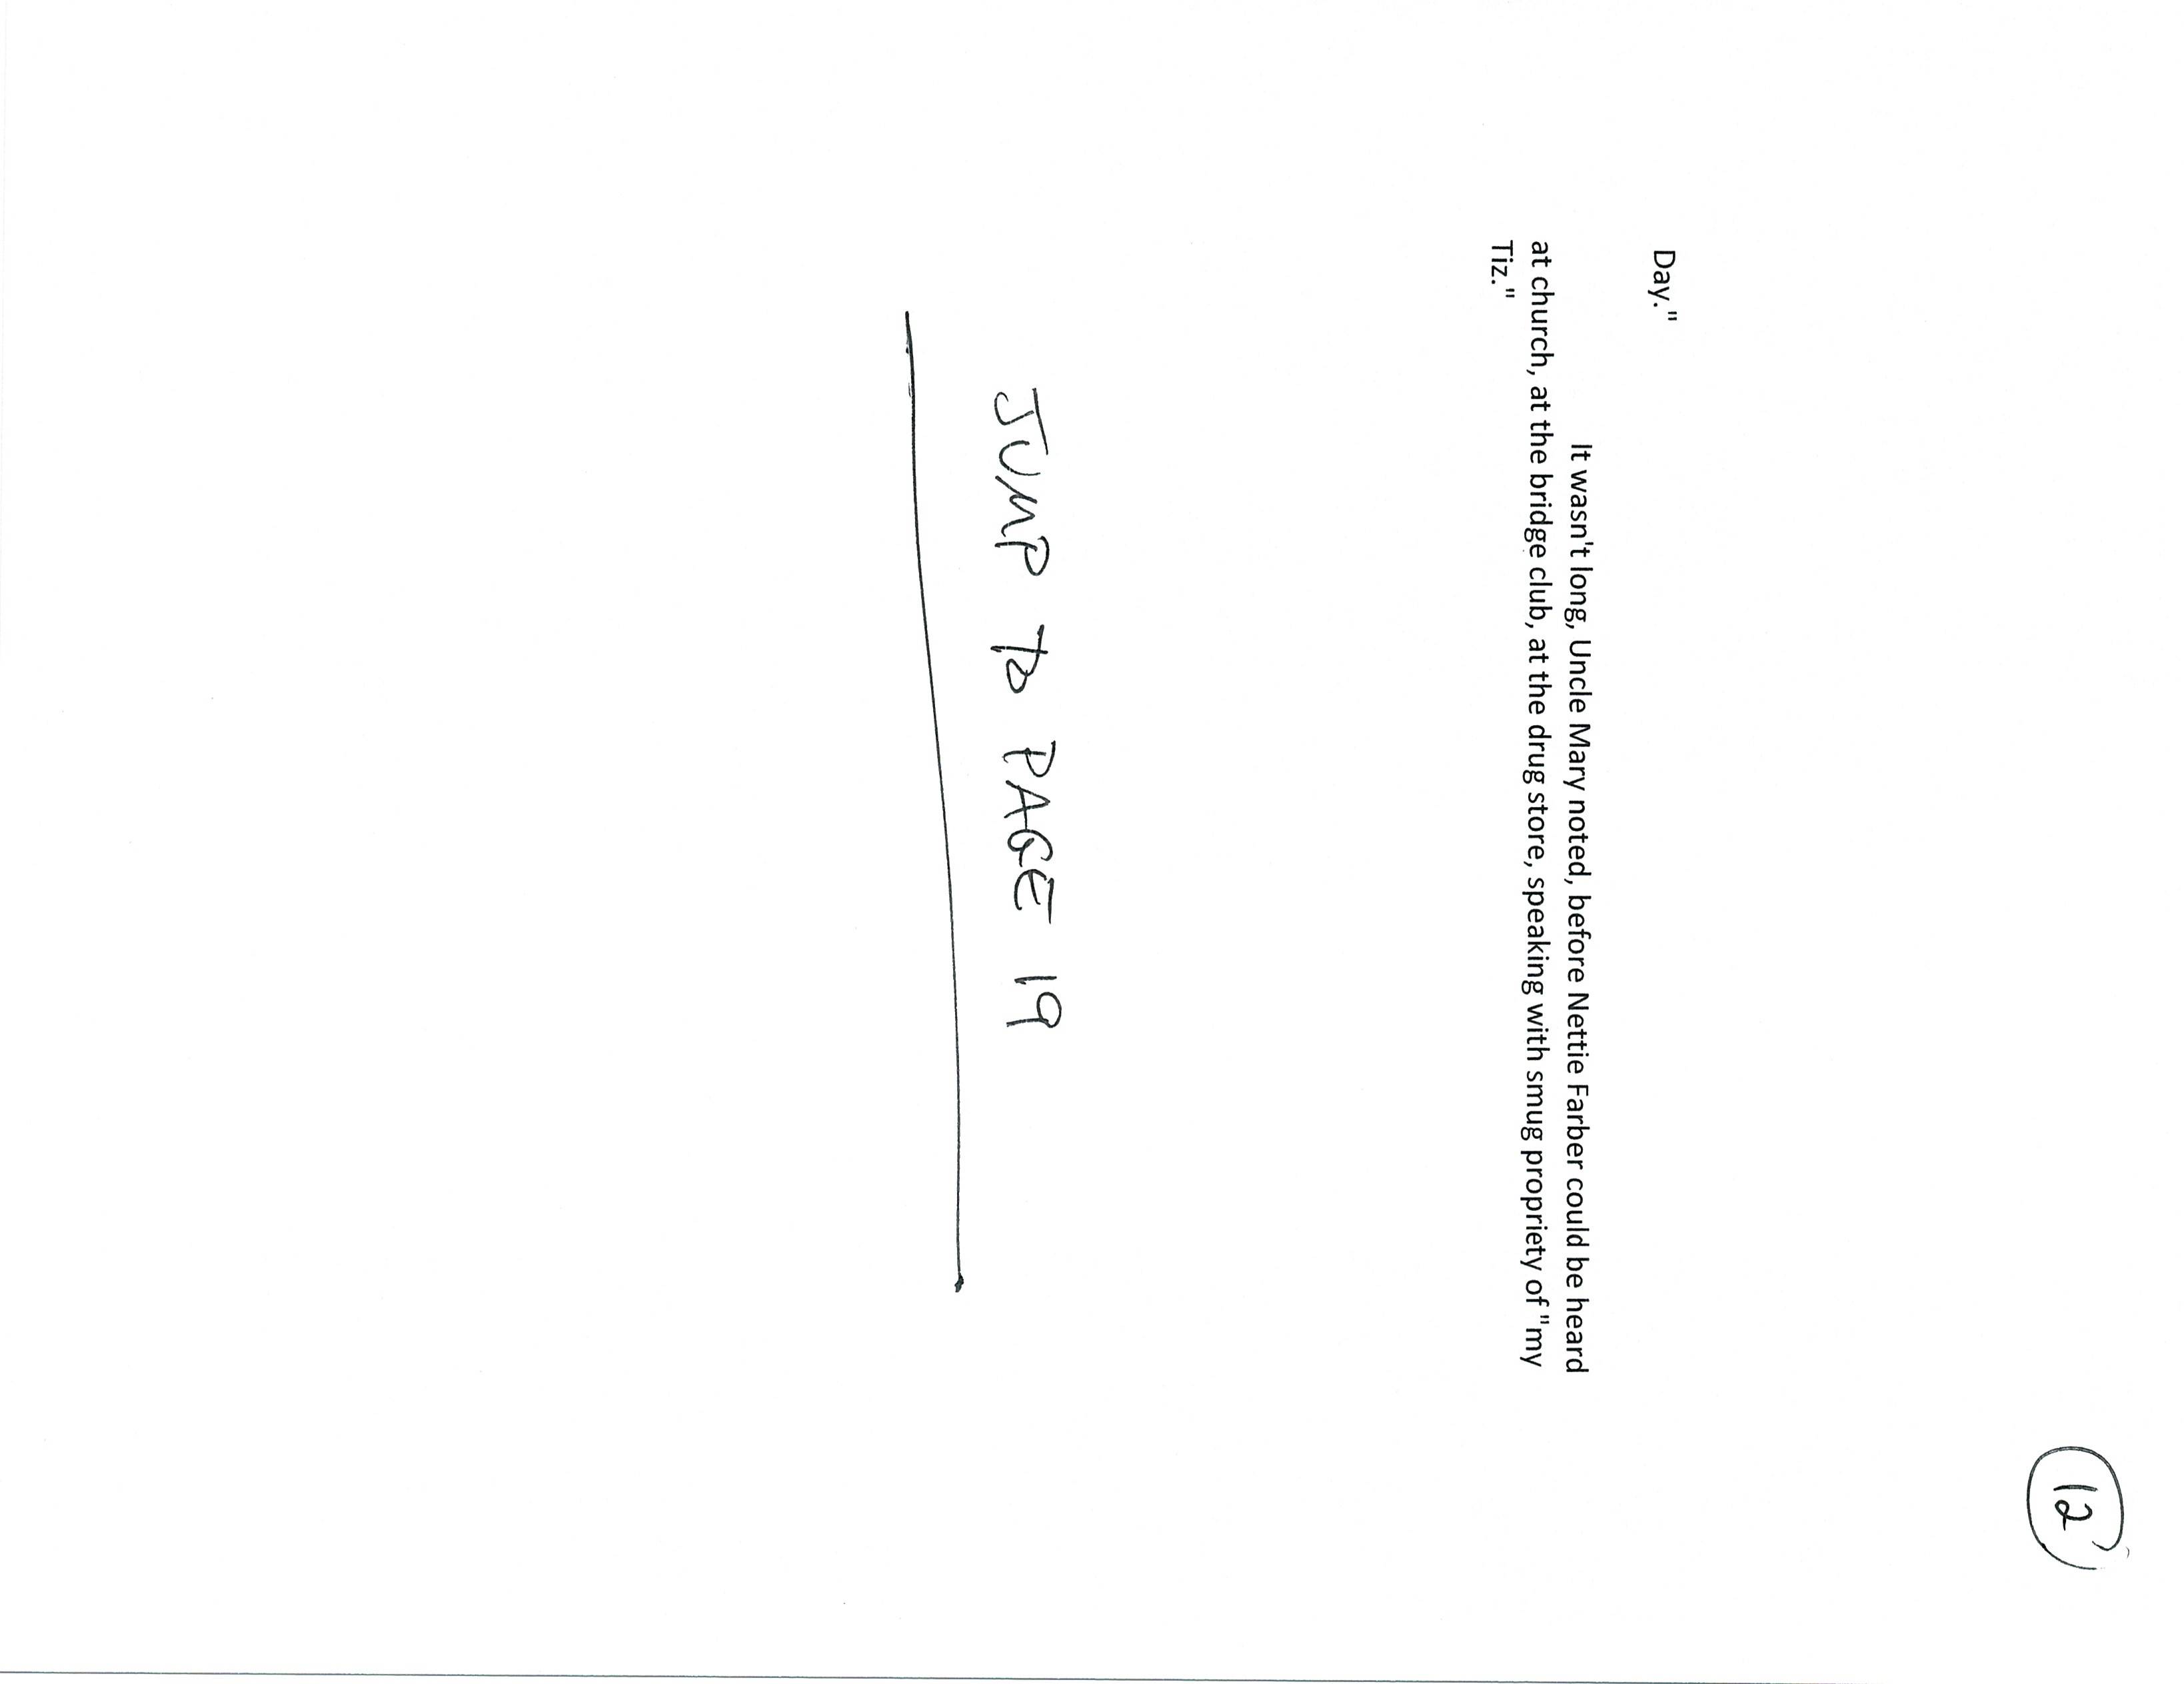 12
Day."
It wasn't long, Uncle Mary noted, before Nettie Farber could be heard
at church, at the bridge club, at the drug store, speaking with smug propriety of "my
Tiz."
JUMP TO PAGE 19